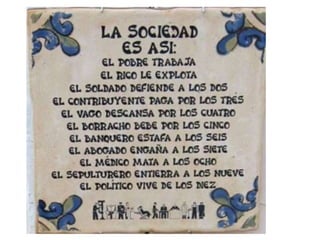 LA SOCIEDAD
ES ASI:
EL POBRE TRABAJA
EL RICO LE EXPLOTA
EL SOLDADO DEFIENDE A LOS DOS
EL CONTRIBUYENTE PAGA POR LOS TRES
EL VAGO DESCANSA POR LOS CUATRO
EL BORRACHO BEBE POR LOS CINCO
EL BANQUERO ESTAFA A LOS SEIS
EL ABOGADO ENGAÑA A LOS SIETE
EL MÉDICO MATA A LOS OCHO
EL SEPULTURERO ENTIERRA A LOS NUEVE
EL POLÍTICO VIVE DE LOS DIEZ